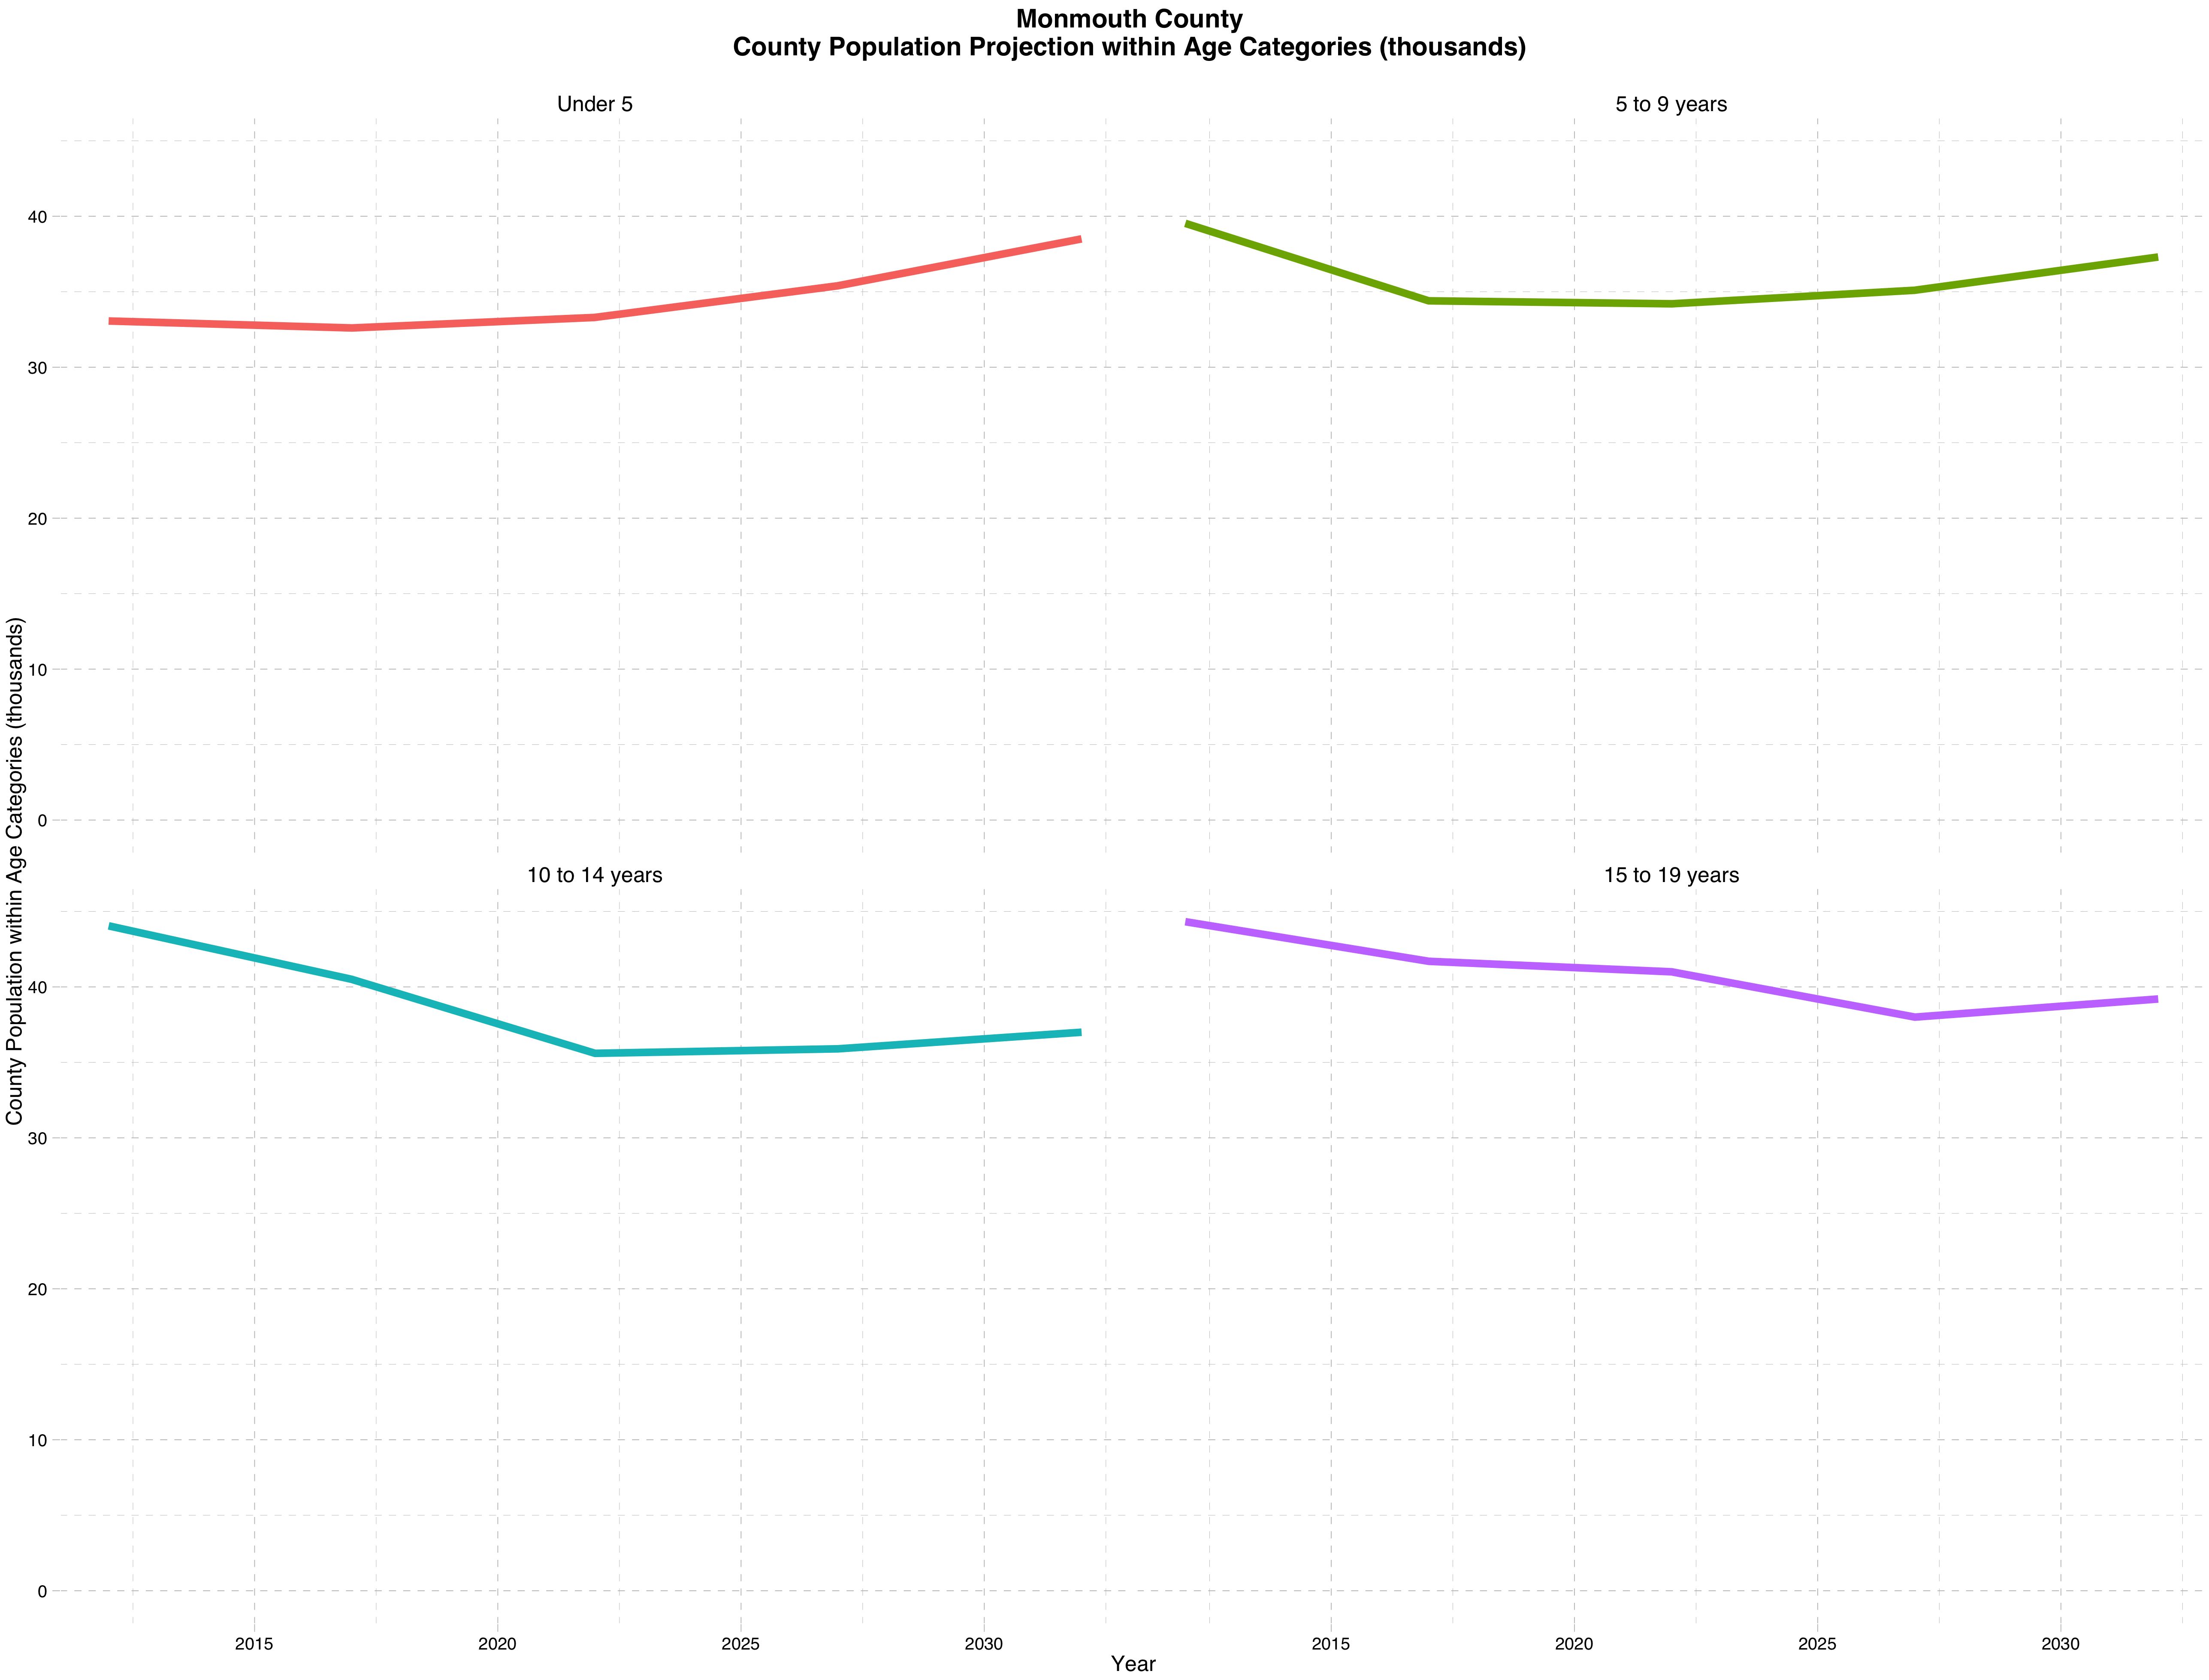 Monmouth County
County Population Projection within Age Categories (thousands)
Under 5
5 to 9 years
40
30
20
10
0
10 to 14 years
15 to 19 years
40
30
20
10
0
2015
2020
2025
2030
2015
2020
2025
2030
Year
County Population within Age Categories (thousands)